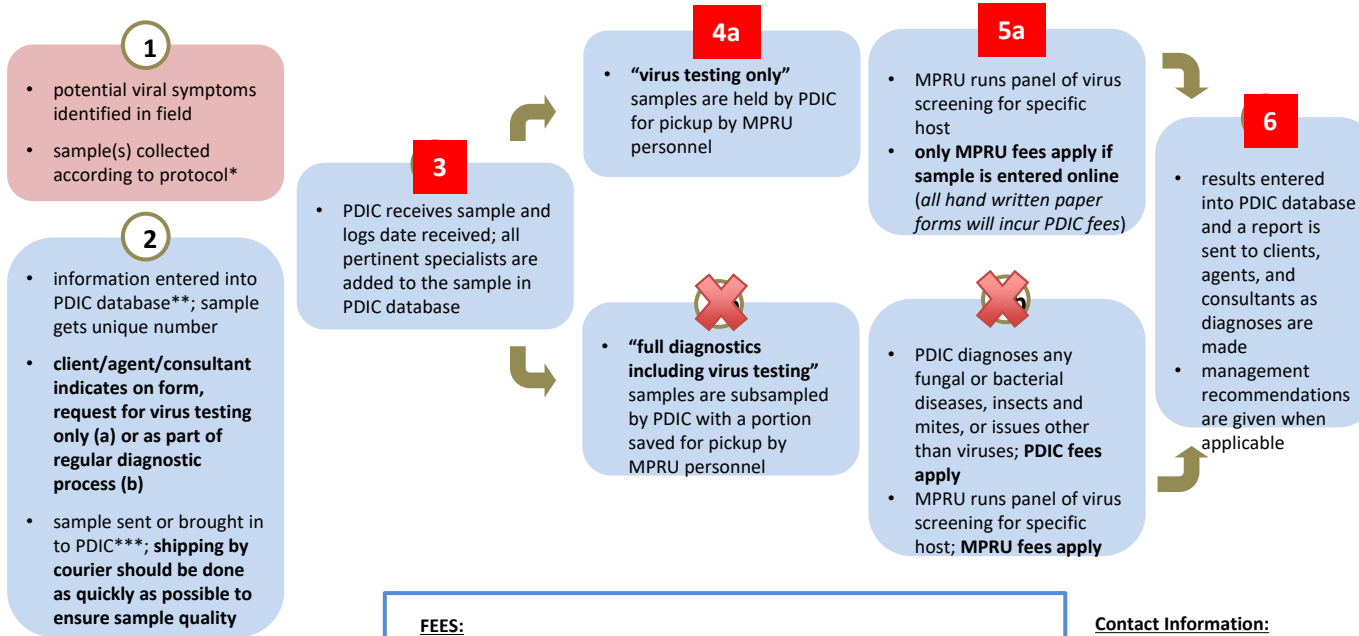 1
• potential viral symptoms
identified in field
• sample(s) collected
according to protocol*
2
• information entered into
PDIC database**; sample
gets unique number
• client/agent/consultant
indicates on form,
request for virus testing
only (a) or as part of
regular diagnostic
process (b)
• sample sent or brought in
to PDIC***; shipping by
courier should be done
as quickly as possible to
ensure sample quality
3
• PDIC receives sample and
logs date received; all
pertinent specialists are
added to the sample in
PDIC database
4a
• “virus testing only”
samples are held by PDIC
for pickup by MPRU
personnel
• “full diagnostics
including virus testing”
samples are subsampled
by PDIC with a portion
saved for pickup by
MPRU personnel
5a
• MPRU runs panel of virus
screening for specific
host
• only MPRU fees apply if
sample is entered online
(all hand written paper
forms will incur PDIC fees)
• PDIC diagnoses any
fungal or bacterial
diseases, insects and
mites, or issues other
than viruses; PDIC fees
apply
• MPRU runs panel of virus
screening for specific
host; MPRU fees apply
6
• results entered
into PDIC database
and a report is
sent to clients,
agents, and
consultants as
diagnoses are
made
• management
recommendations
are given when
applicable
FEES:
Contact Information: